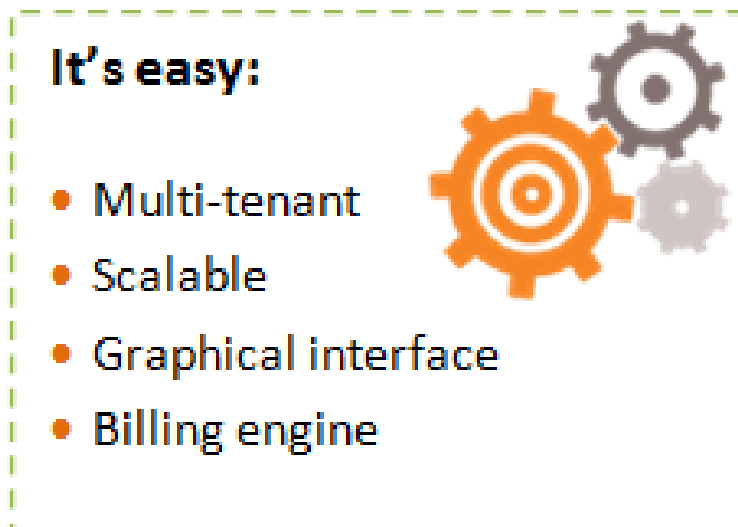 It’s easy:
• Multi-tenant
• Scalable
• Graphical interface
• Billing engine